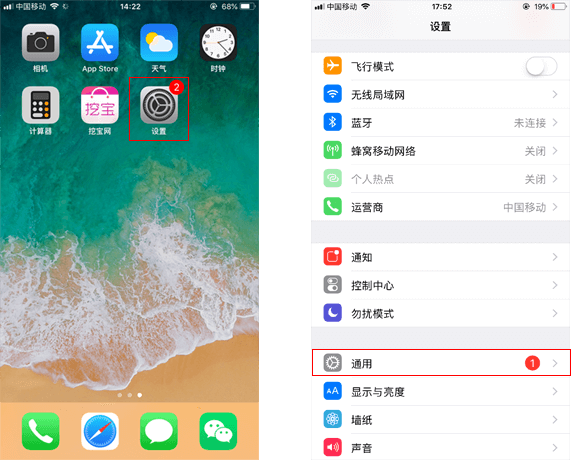 中国移动
14:22
68%
相机
App Store
天气
时钟
计算器
挖宝
挖宝网
2
设置
中国移动
17:52
19%
设置
飞行模式
无线局域网
蓝牙
未连接
蜂窝移动网络
关闭
个人热点
关闭
运营商
中国移动
通知
控制中心
勿扰模式
通用
1
AA
显示与亮度
墙纸
声音